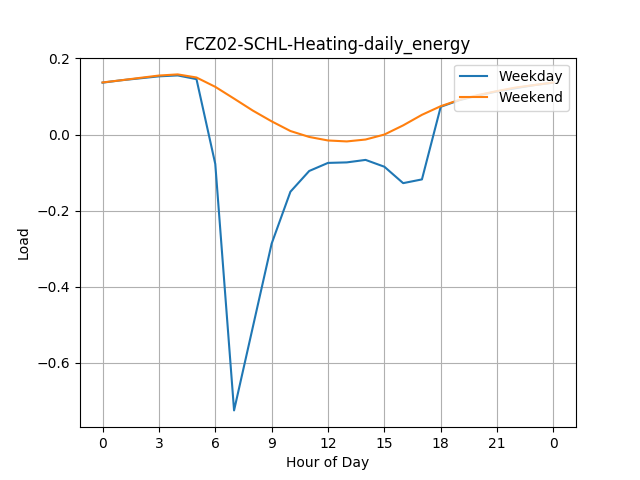 FCZ02-SCHL-Heating-daily_energy
Weekday
Weekend
0.2
0.0
−0.2
−0.4
−0.6
Load
0 3 6 9 12 15 18 21 0
Hour of Day